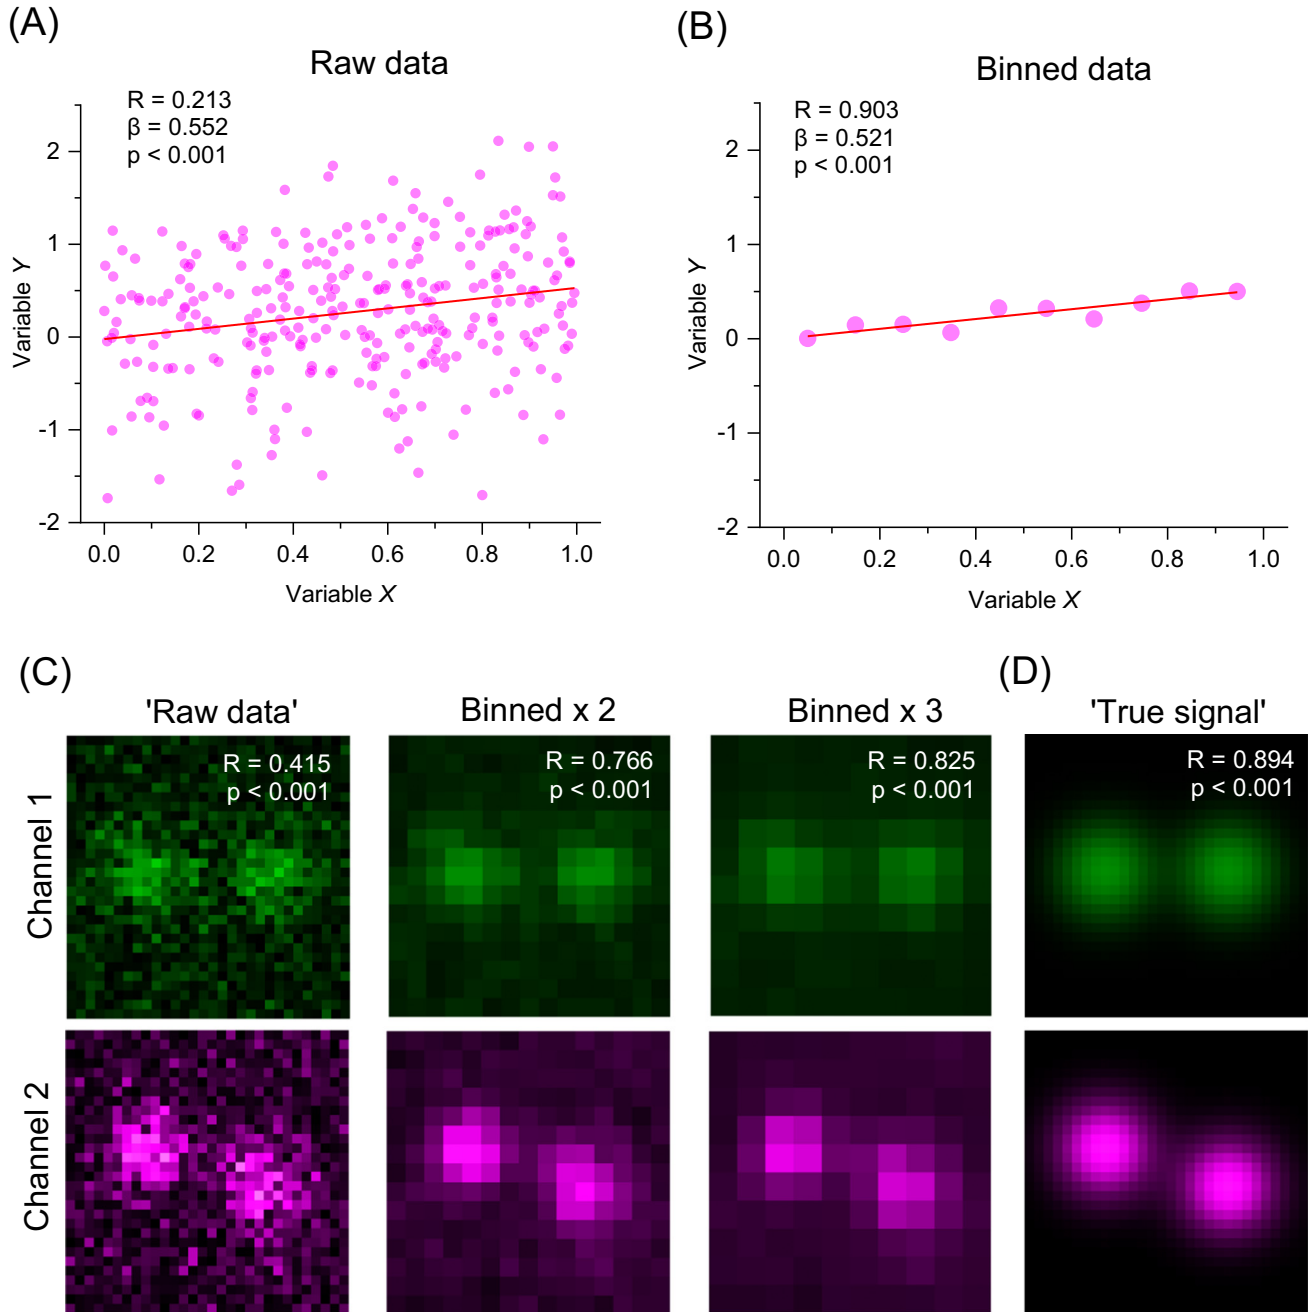 (A)
Raw data
R = 0.213
β = 0.552
p < 0.001
Variable Y
2
1
0
-1
-2
0.0 0.2 0.4 0.6 0.8 1.0
Variable X
(B)
Binned data
R = 0.903
β = 0.521
p < 0.001
Variable Y
2
1
0
-1
-2
0.0 0.2 0.4 0.6 0.8 1.0
Variable X
(C)
'Raw data' Binned x 2 Binned x 3
Channel 1
R = 0.415
p < 0.001
R = 0.766
p < 0.001
R = 0.825
p < 0.001
Channel 2
(D)
'True signal'
R = 0.894
p < 0.001